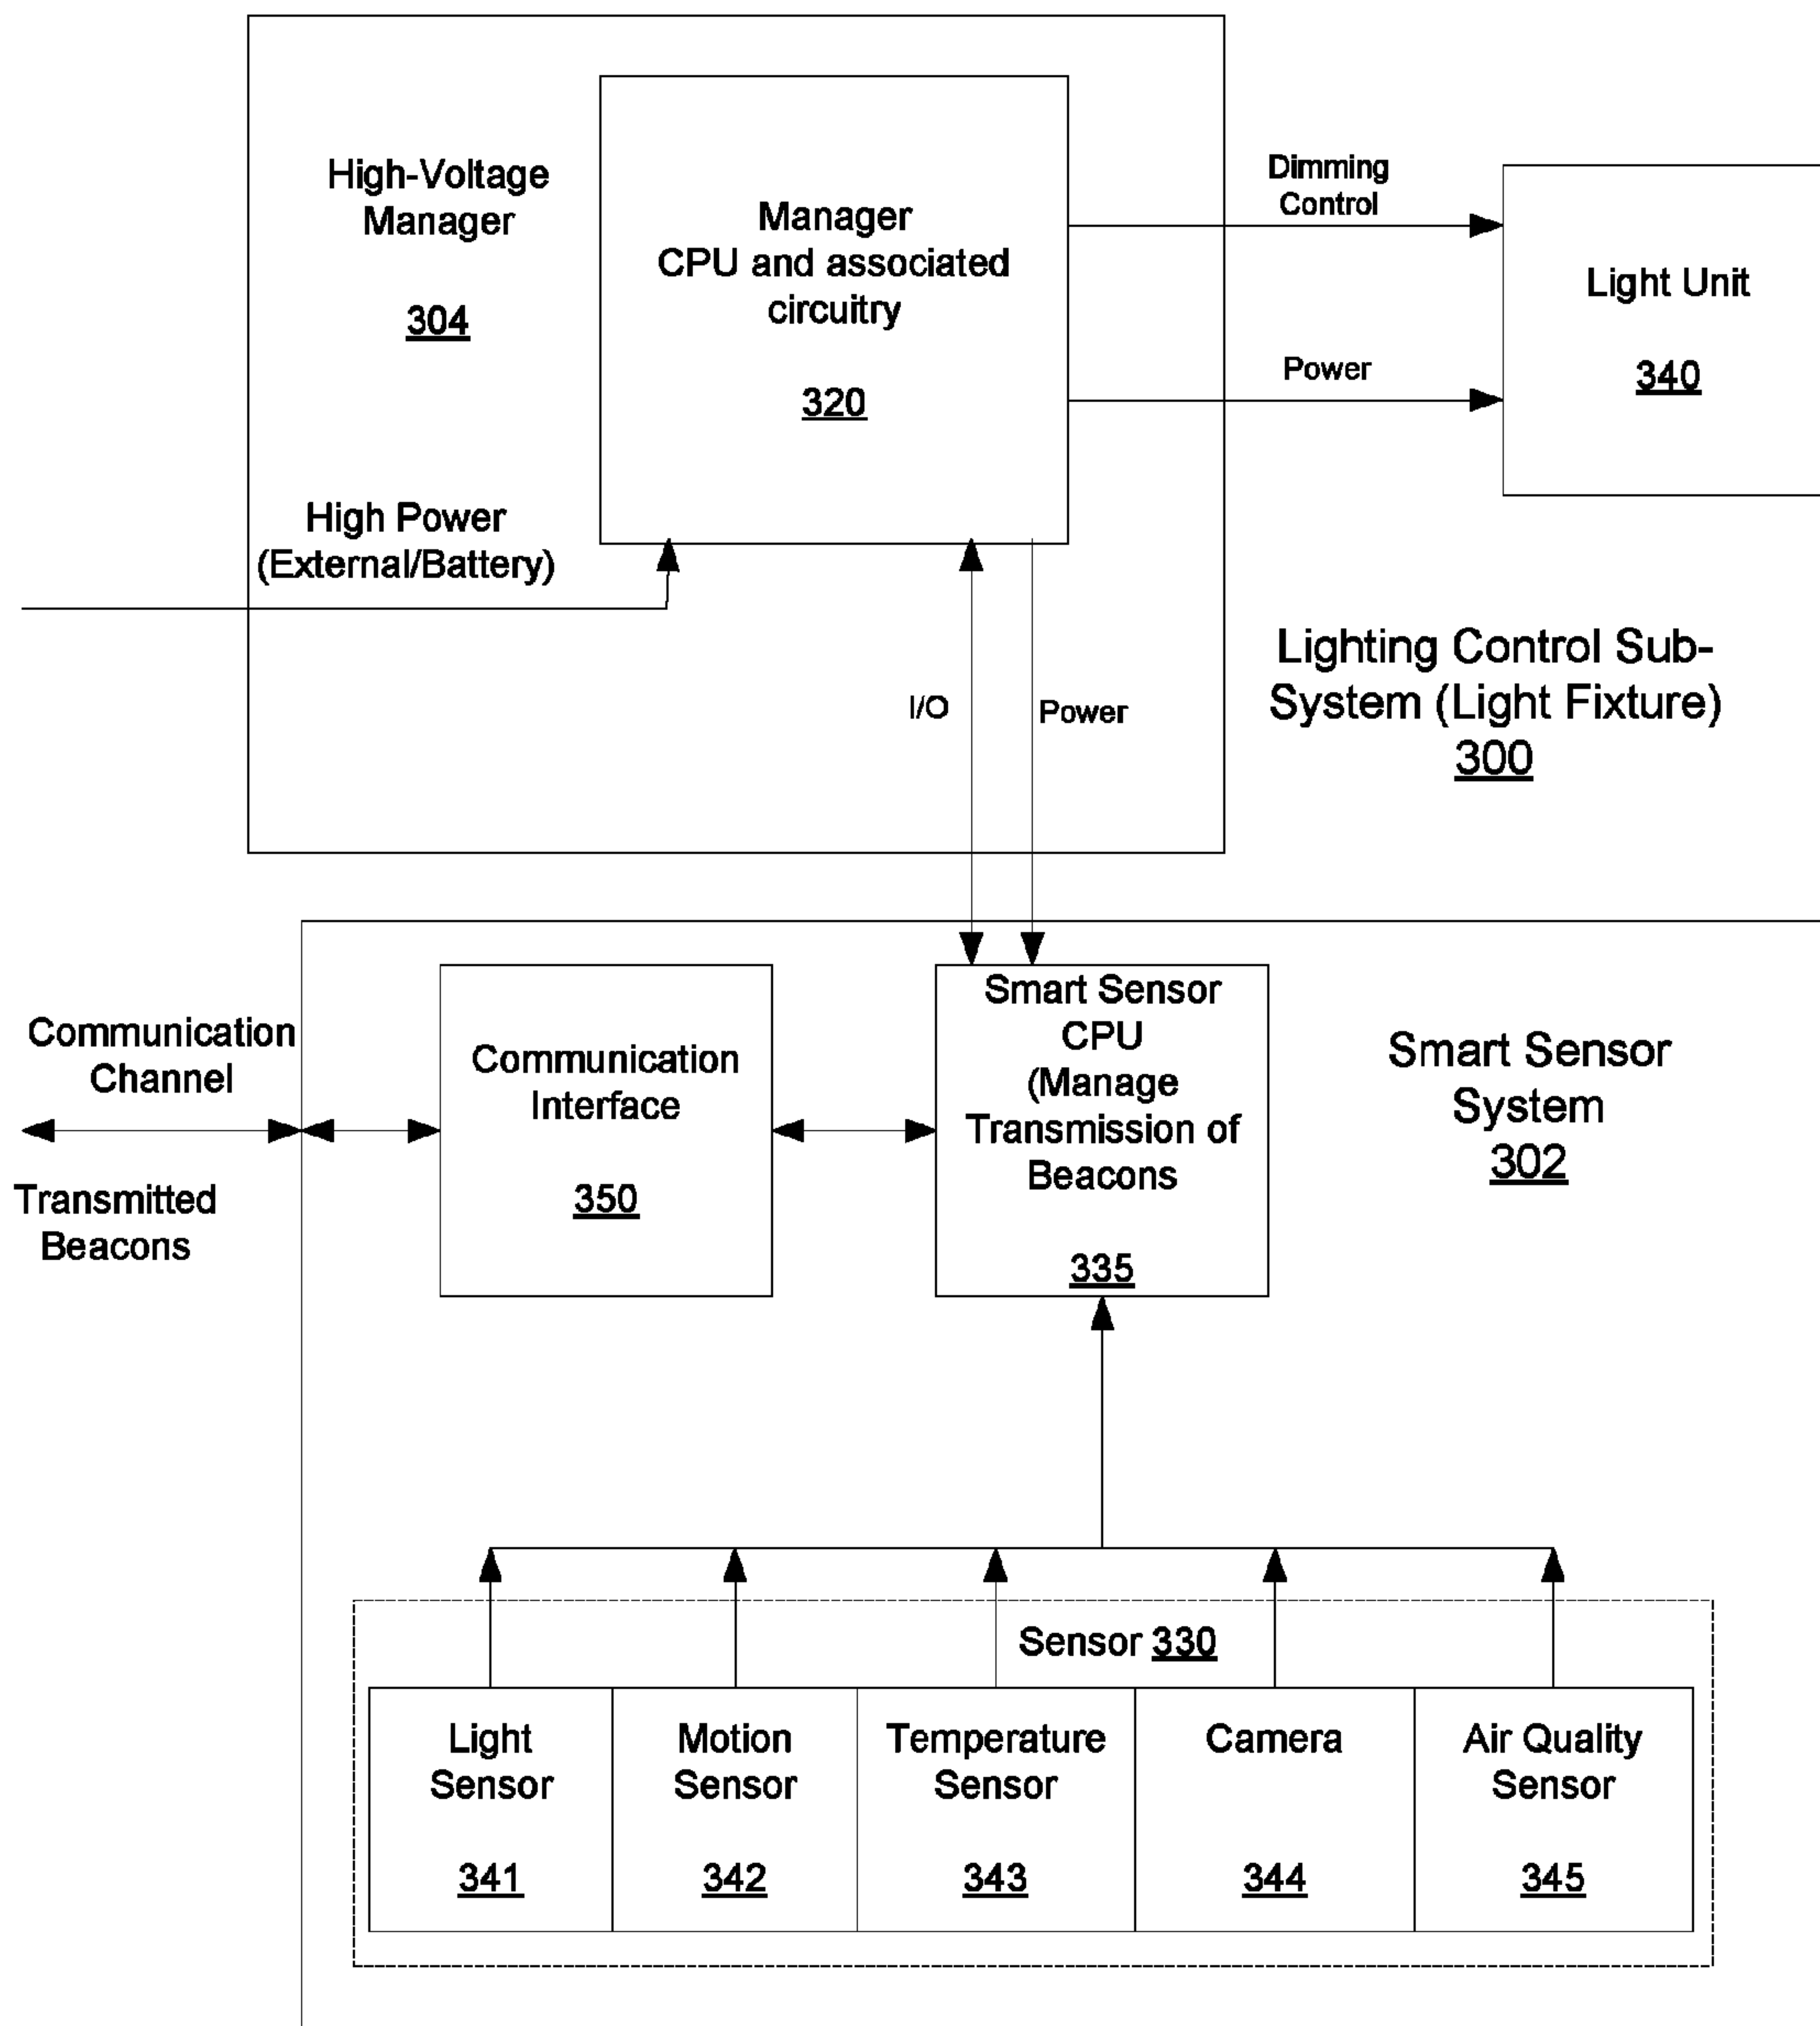 High-Voltage
Manager
304
Manager
CPU and associated
circuitry
320
Dimming
Control
Power
Light Unit
340
High Power
(External/Battery)
I/O
Power
Lighting Control Sub-
System (Light Fixture)
300
Communication
Channel
Transmitted
Beacons
Communication
Interface
350
Smart Sensor
CPU
(Manage
Transmission of
Beacons
335
Smart Sensor
System
302
Sensor 330
Light
Sensor
341
Motion
Sensor
342
Temperature
Sensor
343
Camera
344
Air Quality
Sensor
345